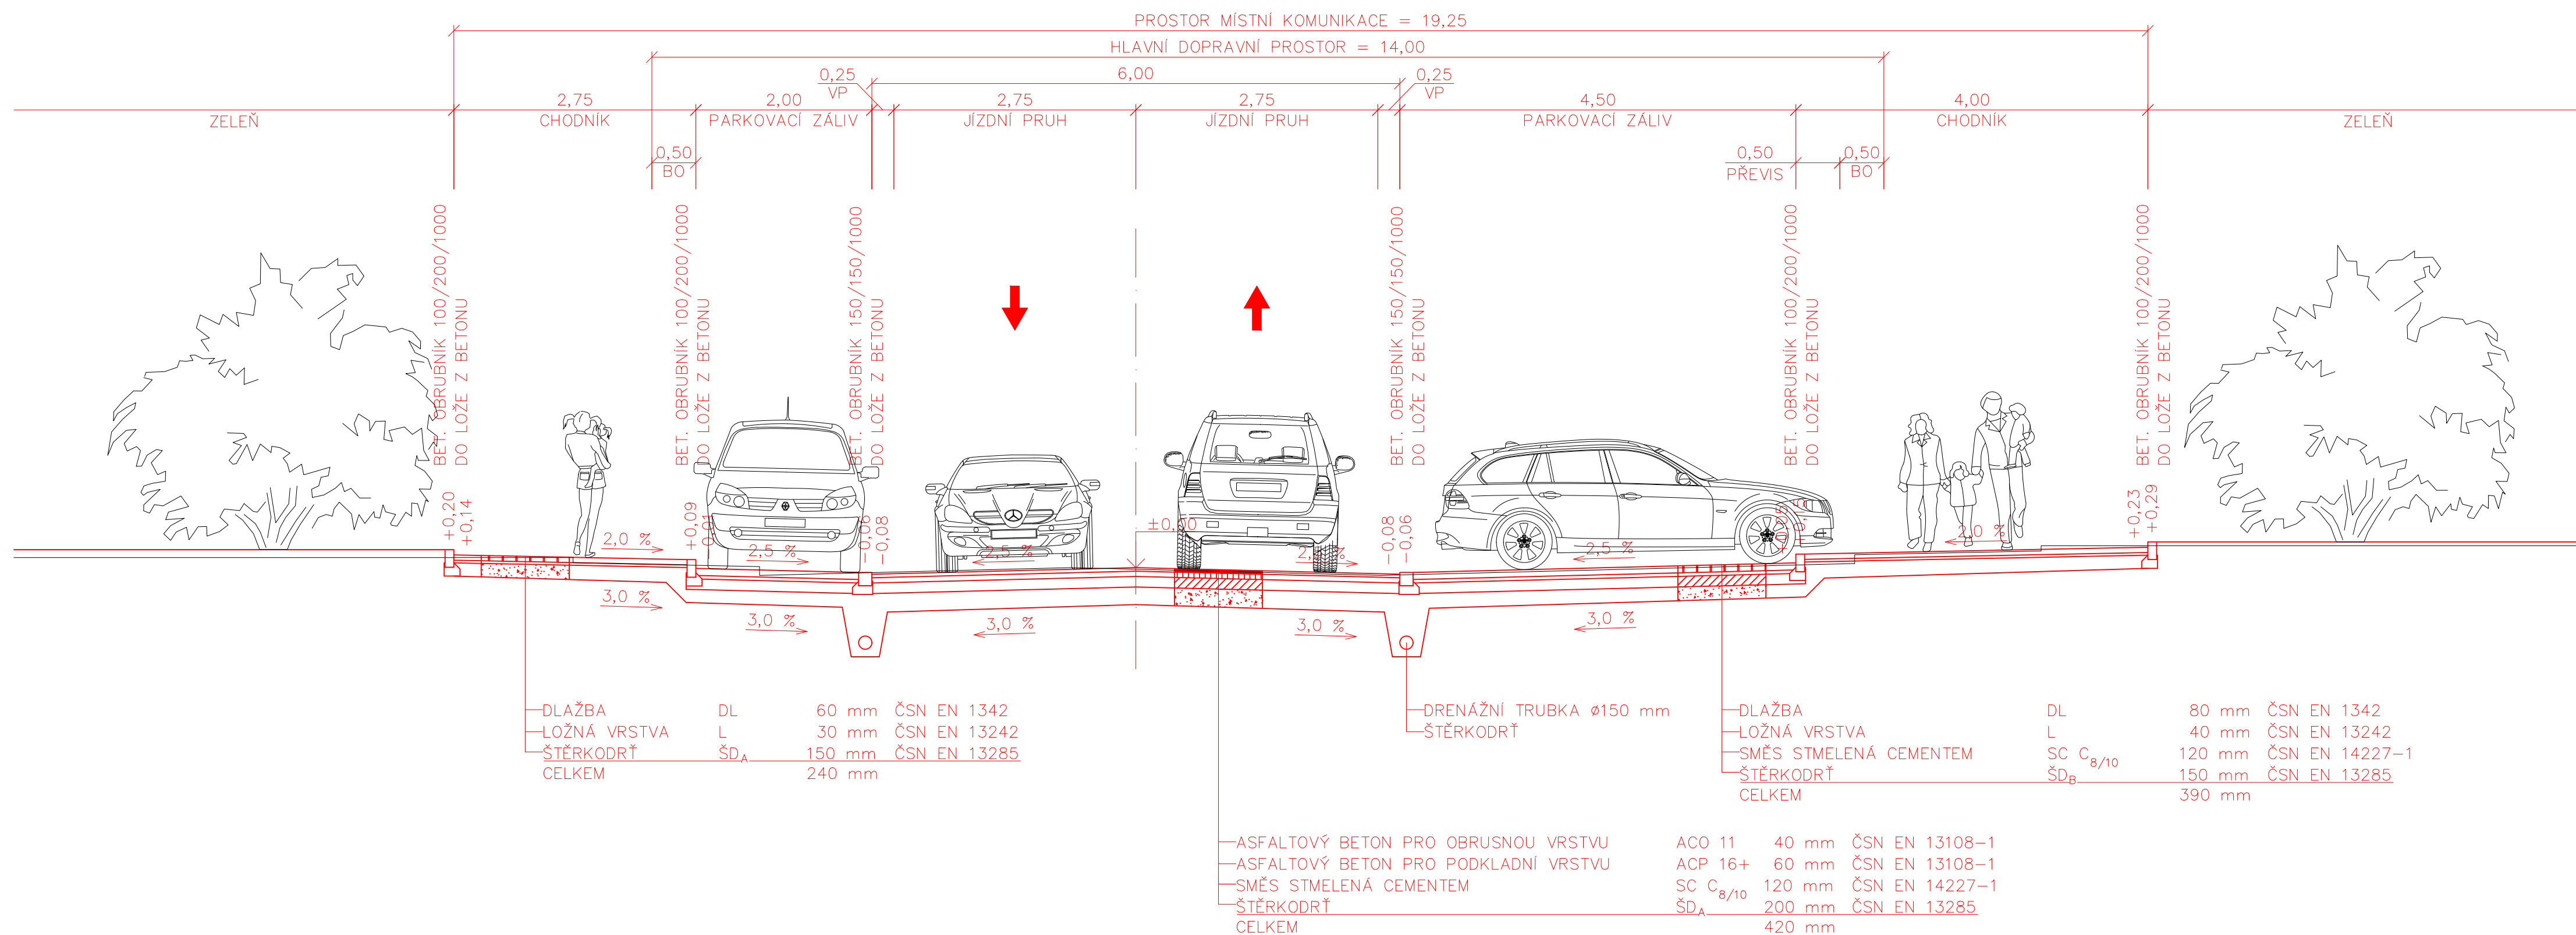 PROSTOR MÍSTNÍ KOMUNIKACE = 19,25
HLAVNÍ DOPRAVNÍ PROSTOR = 14,00
0,25
VP
6,00
0,25
VP
2,75
2,00
2,75
2,75
4,50
4,00
ZELEŇ
CHODNÍK
PARKOVACÍ ZÁLIV
JÍZDNÍ PRUH
JÍZDNÍ PRUH
PARKOVACÍ ZÁLIV
CHODNÍK
ZELEŇ
0,50
BO
0,50
PŘEVIS
0,50
BO
BET. OBRUBNÍK 100/200/1000
DO LOŽE Z BETONU
BET. OBRUBNÍK 100/200/1000
DO LOŽE Z BETONU
BET. OBRUBNÍK 150/150/1000
DO LOŽE Z BETONU
BET. OBRUBNÍK 150/150/1000
DO LOŽE Z BETONU
BET. OBRUBNÍK 100/200/1000
DO LOŽE Z BETONU
BET. OBRUBNÍK 100/200/1000
DO LOŽE Z BETONU
+0,20
+0,14
+0,09
-0,06
-0,08
±0,00
-0,08
-0,06
+0,23
+0,29
2,0 %
2,5 %
2,5 %
2,5 %
2,5 %
2,0 %
3,0 %
3,0 %
3,0 %
3,0 %
3,0 %
DLAŽBA DL 60 mm ČSN EN 1342
LOŽNÁ VRSTVA L 30 mm ČSN EN 13242
ŠTĚRKODRŤ ŠDA 150 mm ČSN EN 13285
CELKEM 240 mm
DRENÁŽNÍ TRUBKA ø150 mm
ŠTĚRKODRŤ
DLAŽBA DL 80 mm ČSN EN 1342
LOŽNÁ VRSTVA L 40 mm ČSN EN 13242
SMĚS STMELENÁ CEMENTEM SC C8/10 120 mm ČSN EN 14227-1
ŠTĚRKODRŤ ŠDB 150 mm ČSN EN 13285
CELKEM 390 mm
ASFALTOVÝ BETON PRO OBRUSNOU VRSTVU ACO 11 40 mm ČSN EN 13108-1
ASFALTOVÝ BETON PRO PODKLADNÍ VRSTVU ACP 16+ 60 mm ČSN EN 13108-1
SMĚS STMELENÁ CEMENTEM SC C8/10 120 mm ČSN EN 14227-1
ŠTĚRKODRŤ ŠDA 200 mm ČSN EN 13285
CELKEM 420 mm